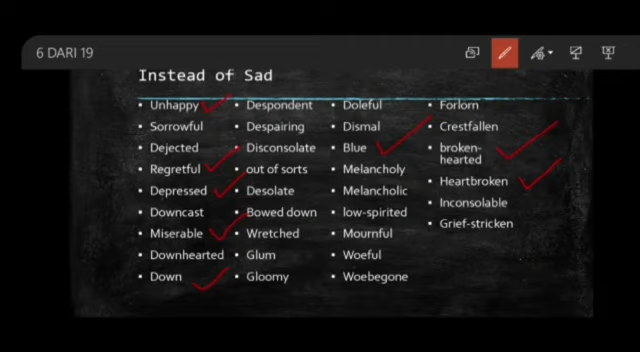 6 DARI 19
Instead of Sad
Unhappy
Sorrowful
Dejected
Regretful
Depressed
Downcast
Miserable
Downhearted
Down
Despondent
Despairing
Disconsolate
out of sorts
Desolate
Bowed down
Wretched
Glum
Gloomy
Doleful
Dismal
Blue
Melancholy
Melancholic
low-spirited
Mournful
Woeful
Woebegone
Forlorn
Crestfallen
broken-
hearted
Heartbroken
Inconsolable
Grief-stricken